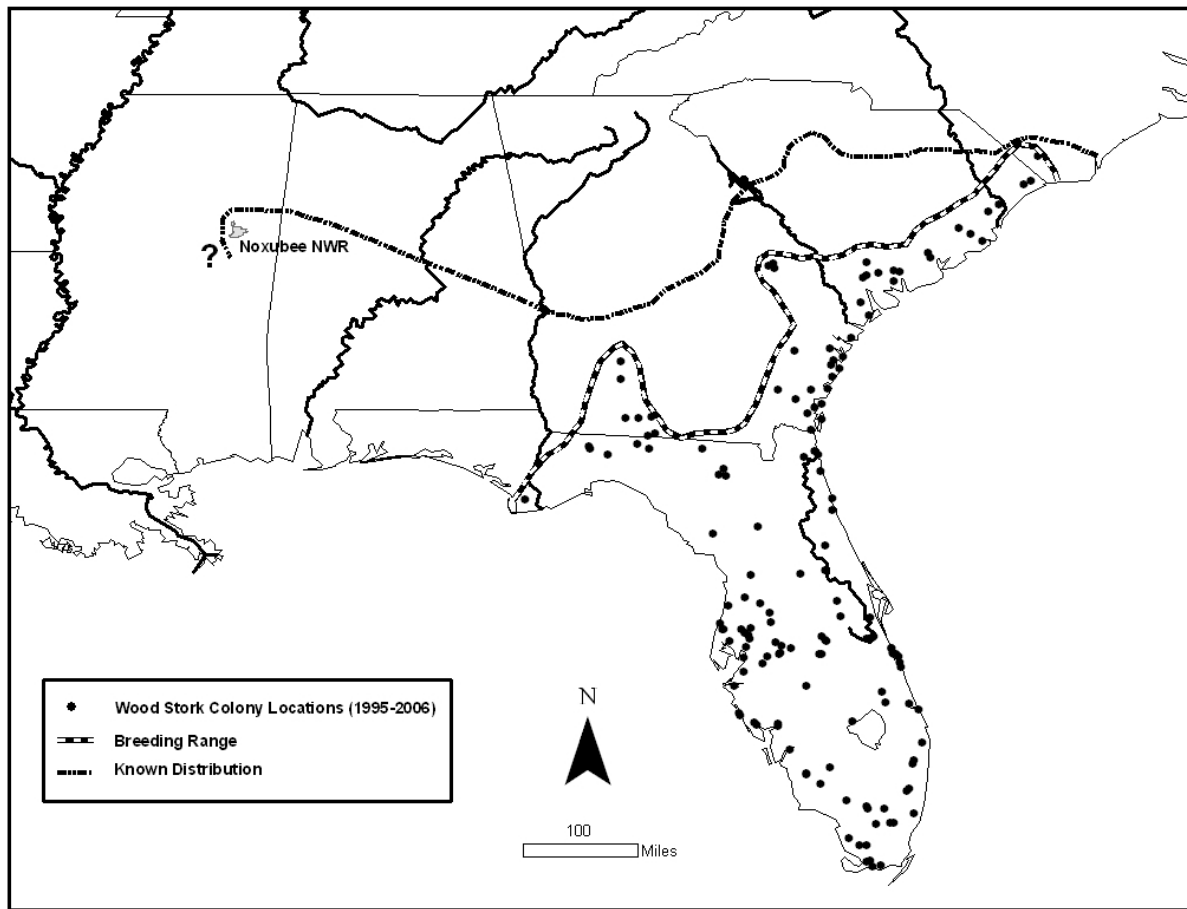 Noxubee NWR
?
Wood Stork Colony Locations (1995-2006)
Breeding Range
Known Distribution
N
100
Miles